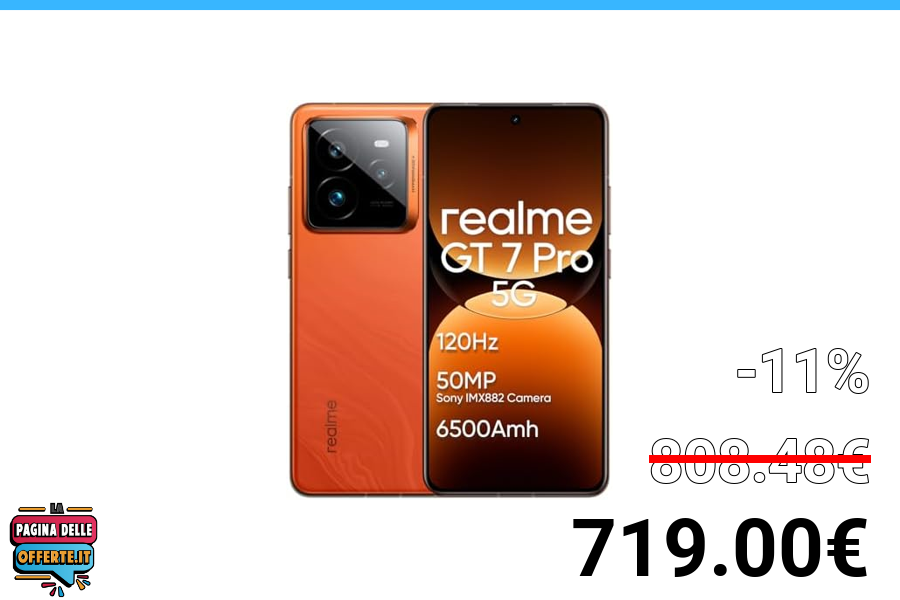 realme
GT 7 Pro
5G
120Hz
50MP
Sony IMX882 Camera
6500Amh
realme
-11%
808.48€
719.00€
LA
PAGINA DELLE
OFFERTE.IT